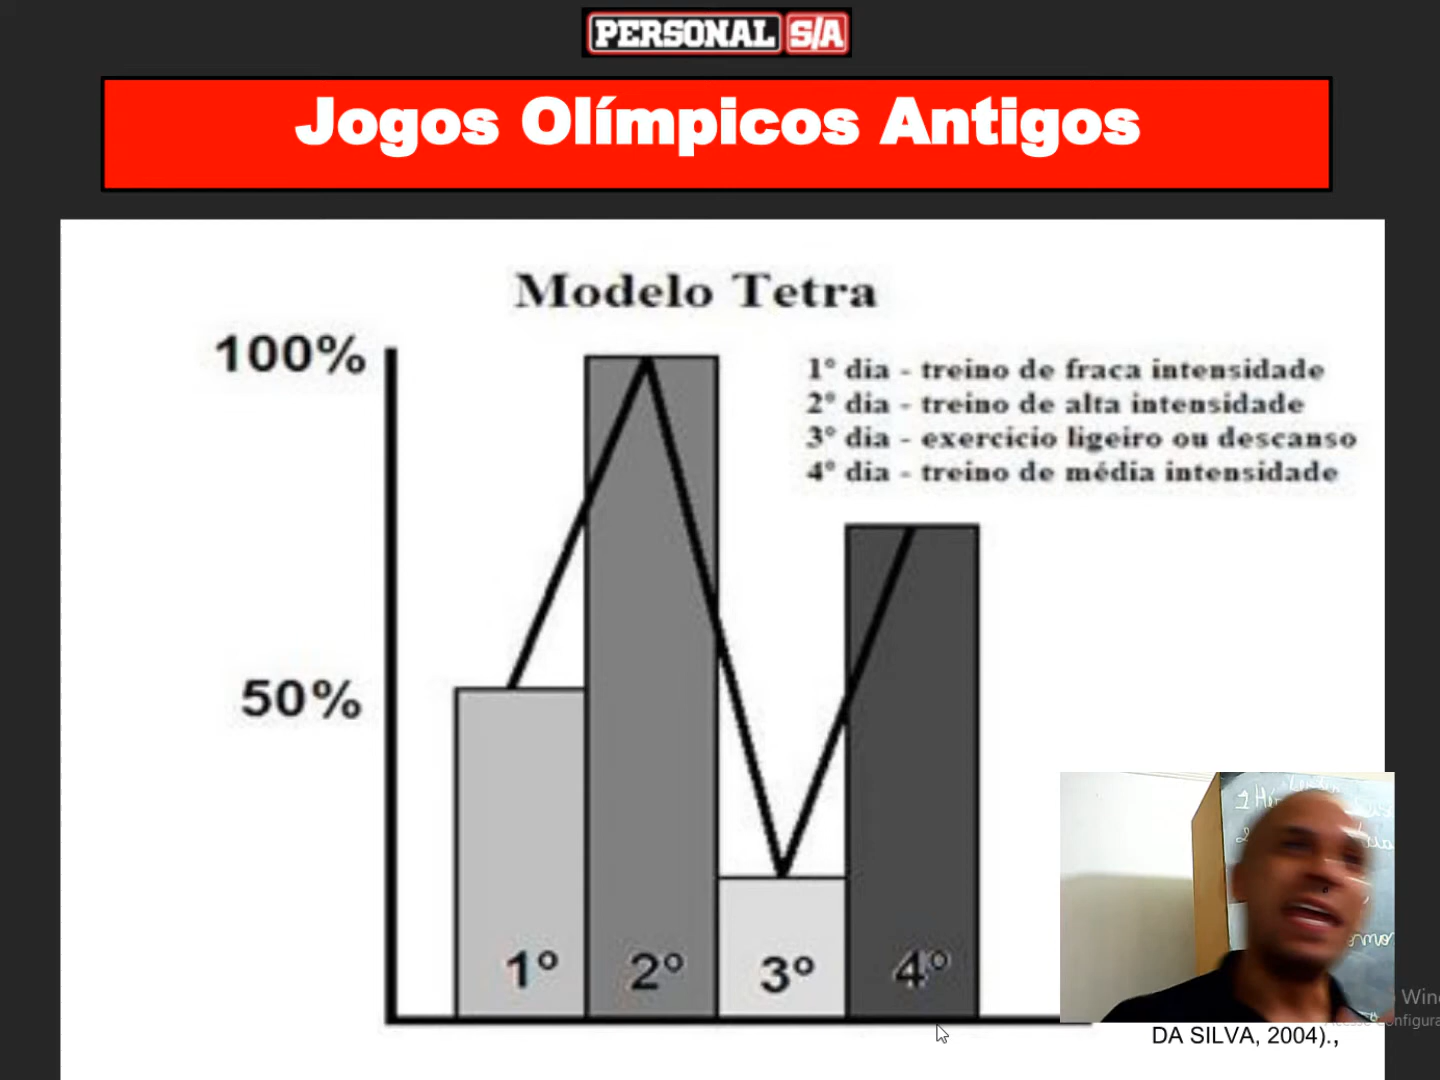 PERSONAL S/A
Jogos Olímpicos Antigos
Modelo Tetra
100%
1º dia - treino de fraca intensidade
2º dia - treino de alta intensidade
3º dia - exercício ligeiro ou descanso
4º dia - treino de média intensidade
50%
1º
2º
3º
4º
DA SILVA, 2004).,